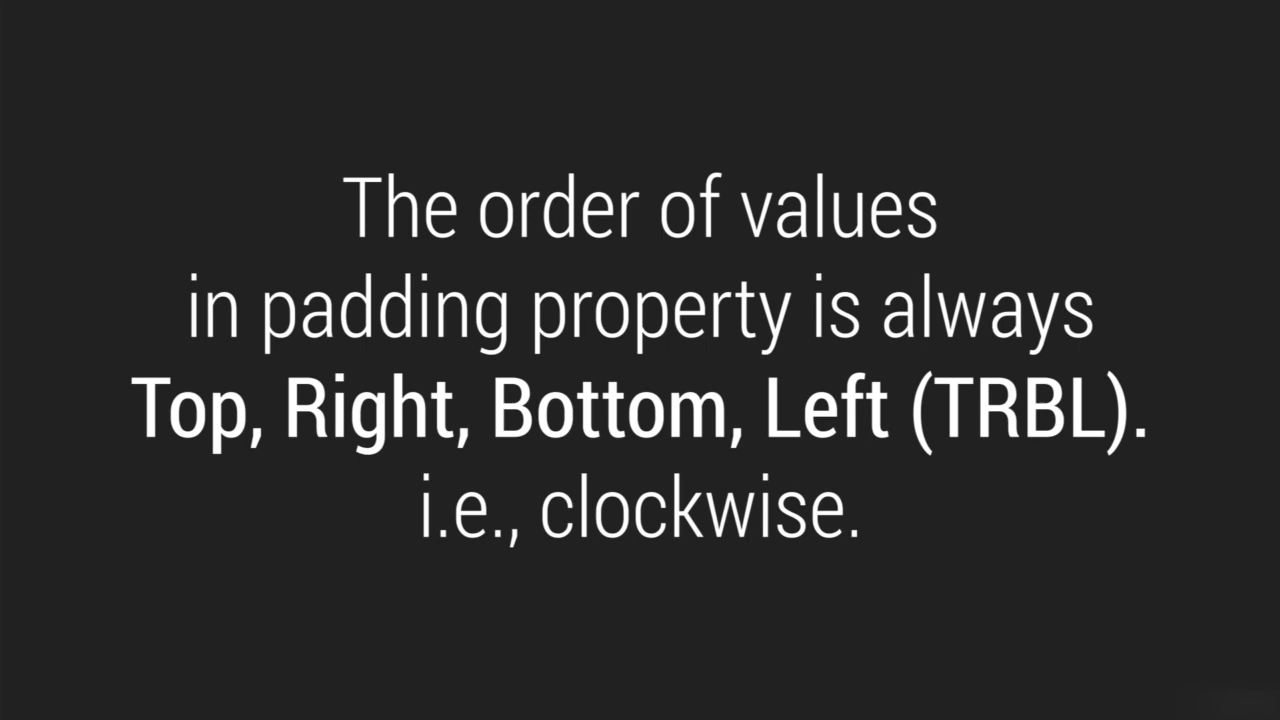 The order of values
in padding property is always
Top, Right, Bottom, Left (TRBL).
i.e., clockwise.